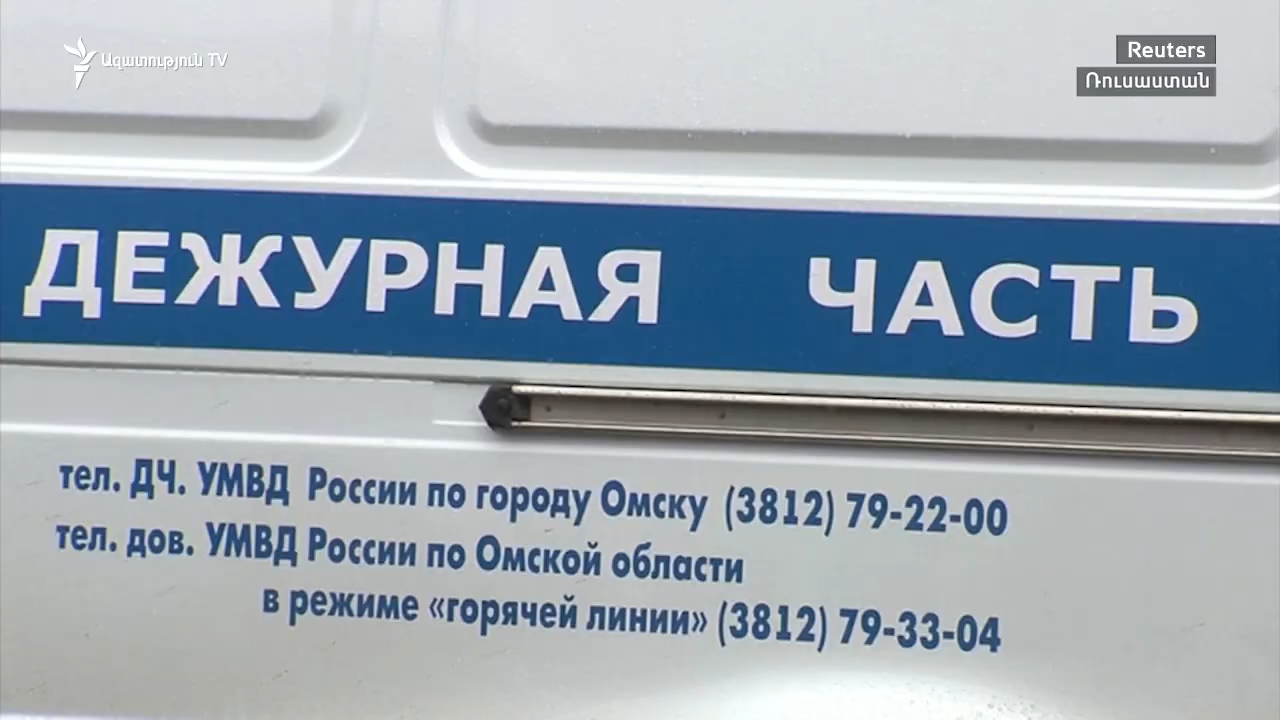 Ազատություն TV
Reuters
Ռուսաստան
ДЕЖУРНАЯ ЧАСТЬ
тел. ДЧ. УМВД России по городу Омску (3812) 79-22-00
тел. дов. УМВД России по Омской области
в режиме «горячей линии» (3812) 79-33-04